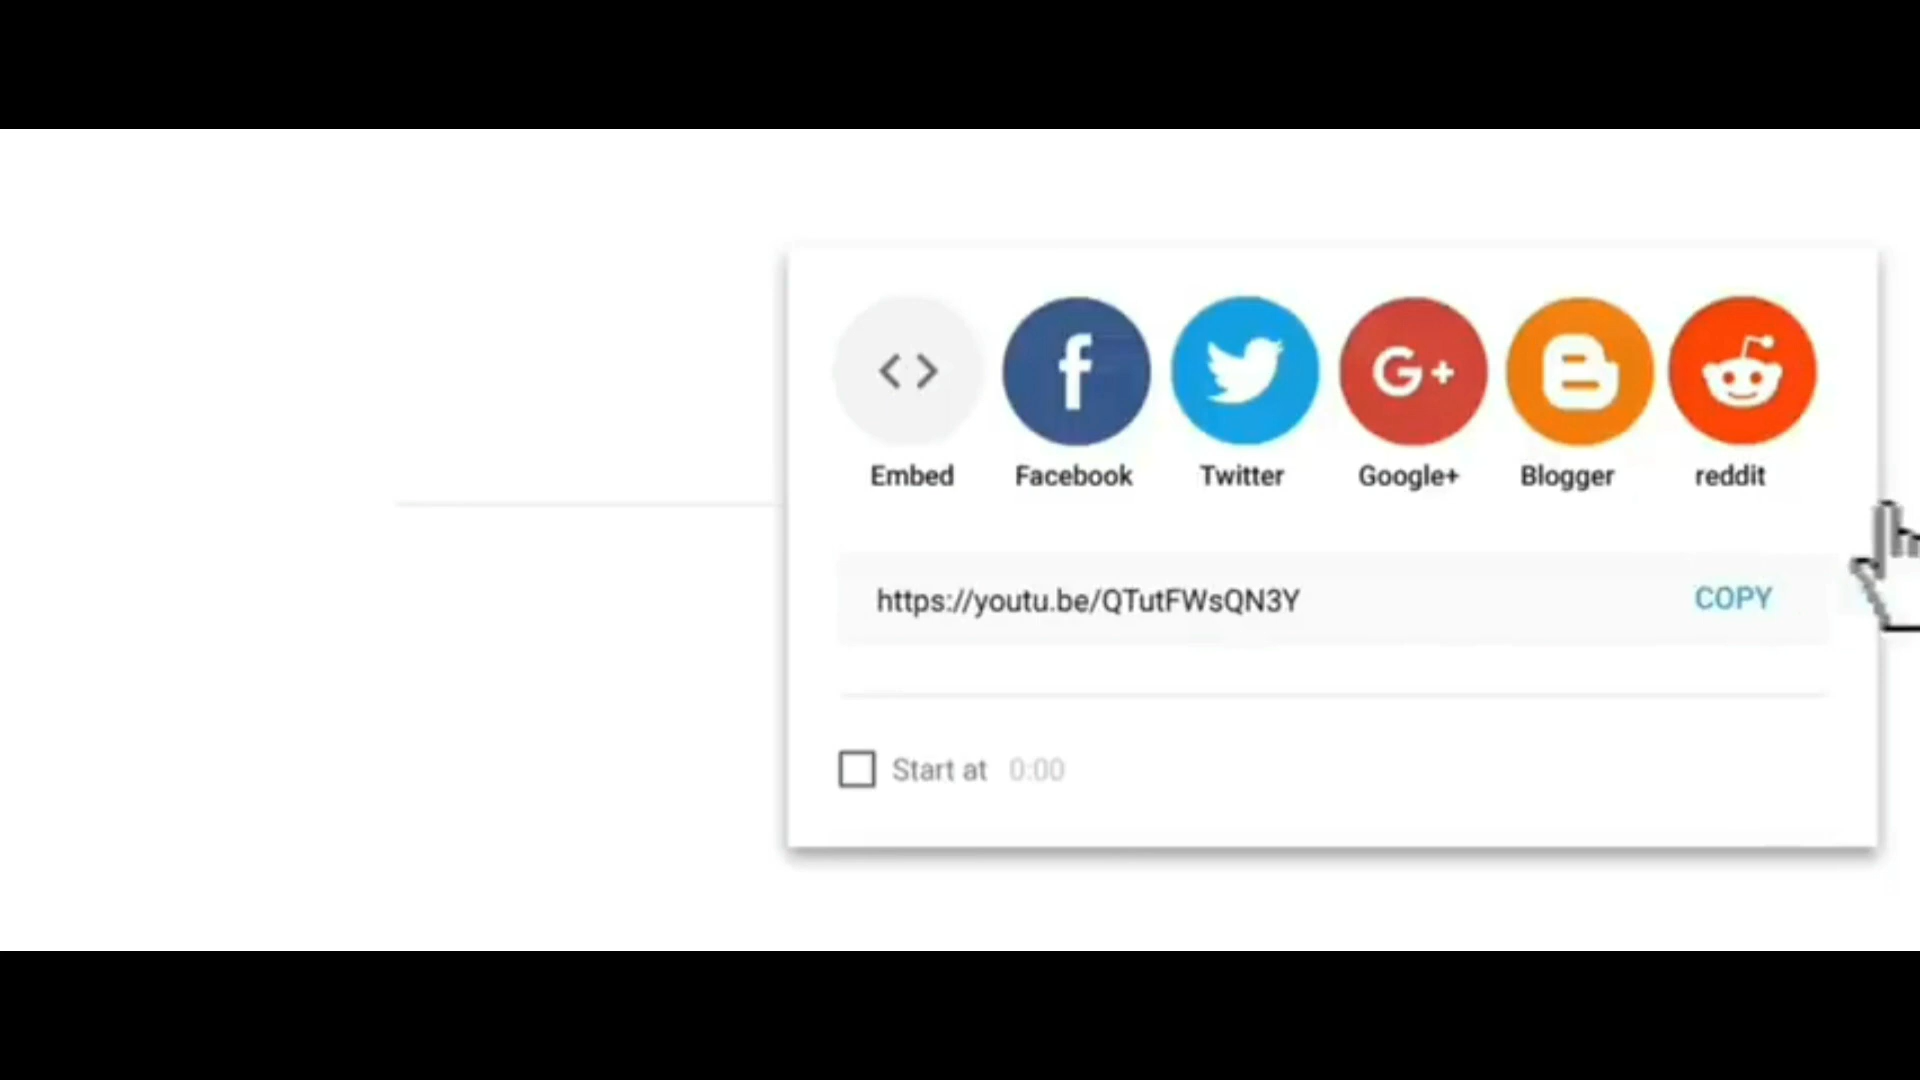 Embed Facebook Twitter Google+ Blogger reddit
https://youtu.be/QTutFWsQN3Y COPY
Start at 0:00